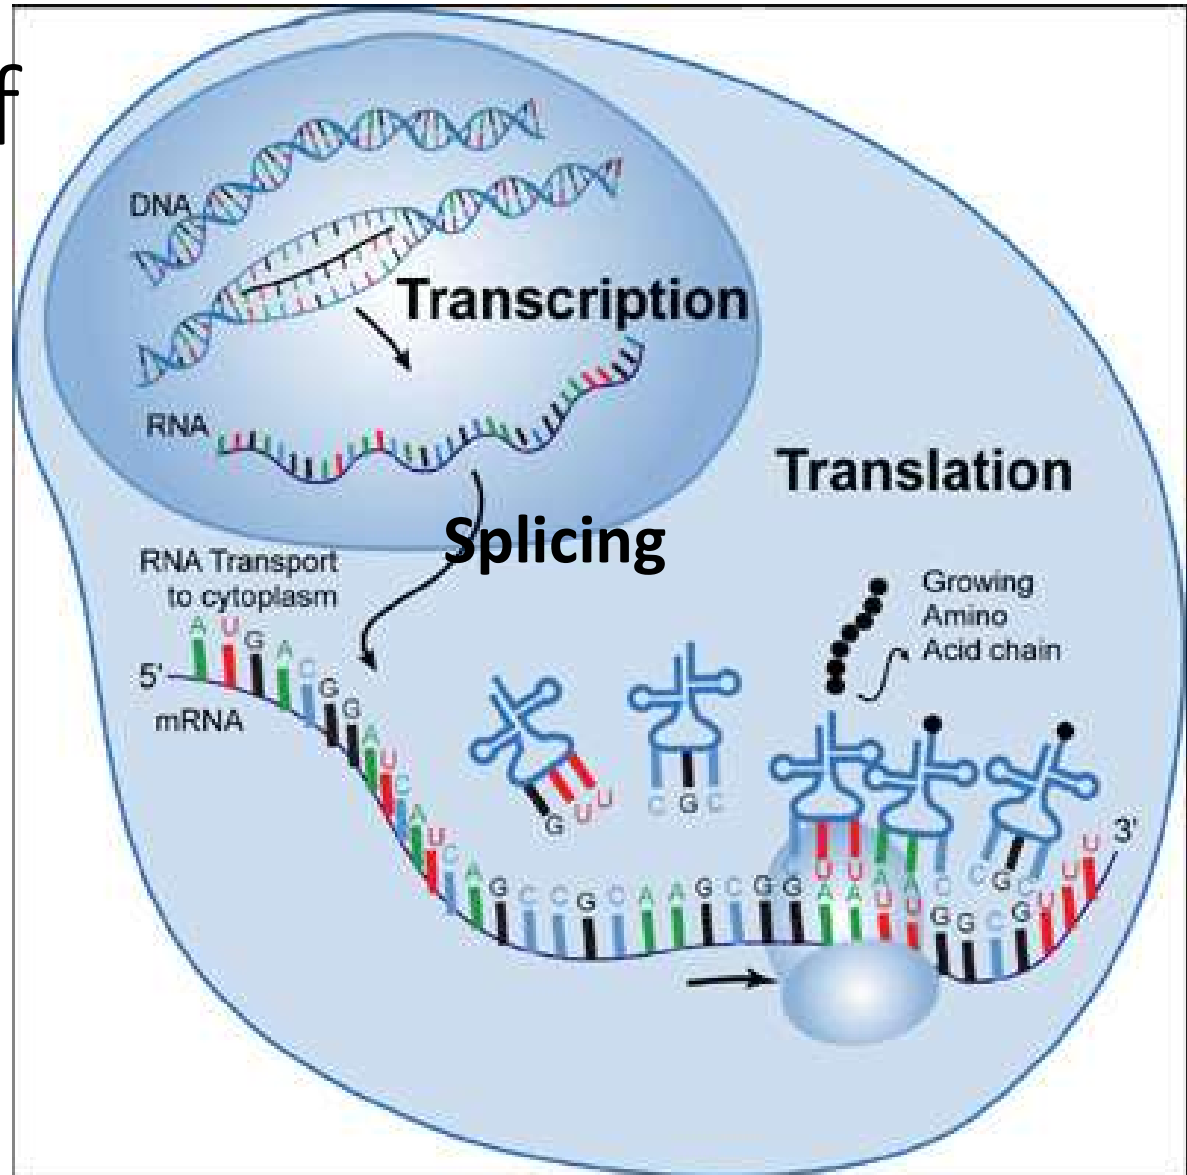 f
DNA
Transcription
RNA
Translation
Splicing
RNA Transport
to cytoplasm
Growing
Amino
Acid chain
5'
A U G A C G G A U C A U C A G C C G C A A G C G G A A U U G G C G U U U
3'
mRNA
G U U
C G C
U U A A C
C G C